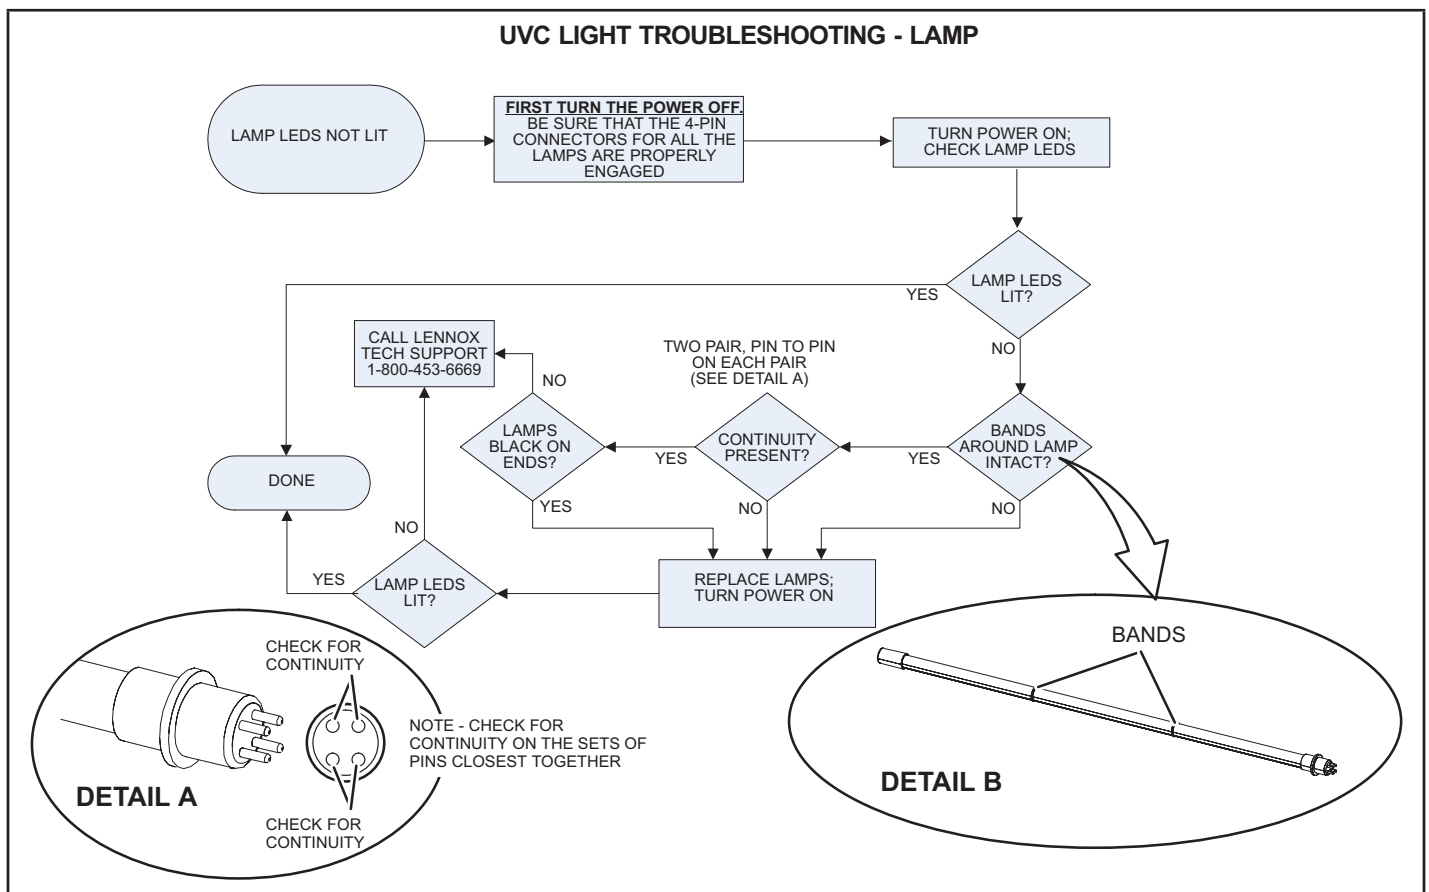 UVC LIGHT TROUBLESHOOTING - LAMP
LAMP LEDS NOT LIT
FIRST TURN THE POWER OFF.
BE SURE THAT THE 4-PIN
CONNECTORS FOR ALL THE
LAMPS ARE PROPERLY
ENGAGED
TURN POWER ON;
CHECK LAMP LEDS
LAMP LEDS
LIT?
YES
NO
CALL LENNOX
TECH SUPPORT
1-800-453-6669
TWO PAIR, PIN TO PIN
ON EACH PAIR
(SEE DETAIL A)
NO
LAMPS
BLACK ON
ENDS?
YES
CONTINUITY
PRESENT?
YES
BANDS
AROUND LAMP
INTACT?
DONE
YES
NO
NO
NO
YES
LAMP LEDS
LIT?
REPLACE LAMPS;
TURN POWER ON
CHECK FOR
CONTINUITY
NOTE - CHECK FOR
CONTINUITY ON THE SETS OF
PINS CLOSEST TOGETHER
DETAIL A
CHECK FOR
CONTINUITY
BANDS
DETAIL B